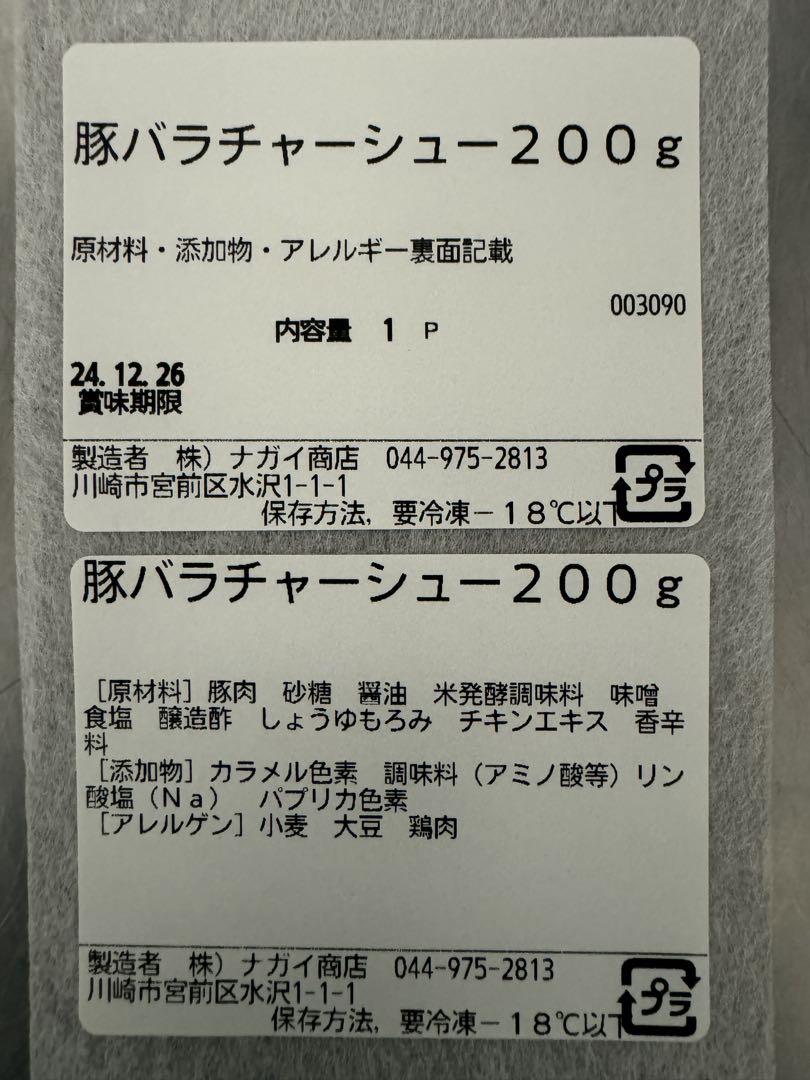 豚バラチャーシュー２００ｇ
原材料・添加物・アレルギー裏面記載
003090
内容量　1　P
24.12.26
賞味期限
製造者　株）ナガイ商店　044-975-2813
川崎市宮前区水沢1-1-1
保存方法，要冷凍－１８℃以下
プラ
豚バラチャーシュー２００ｇ
［原材料］豚肉　砂糖　醤油　米発酵調味料　味噌
食塩　醸造酢　しょうゆもろみ　チキンエキス　香辛
料
［添加物］カラメル色素　調味料（アミノ酸等）リン
酸塩（Ｎａ）　パプリカ色素
［アレルゲン］小麦　大豆　鶏肉
製造者　株）ナガイ商店　044-975-2813
川崎市宮前区水沢1-1-1
保存方法，要冷凍－１８℃以下
プラ